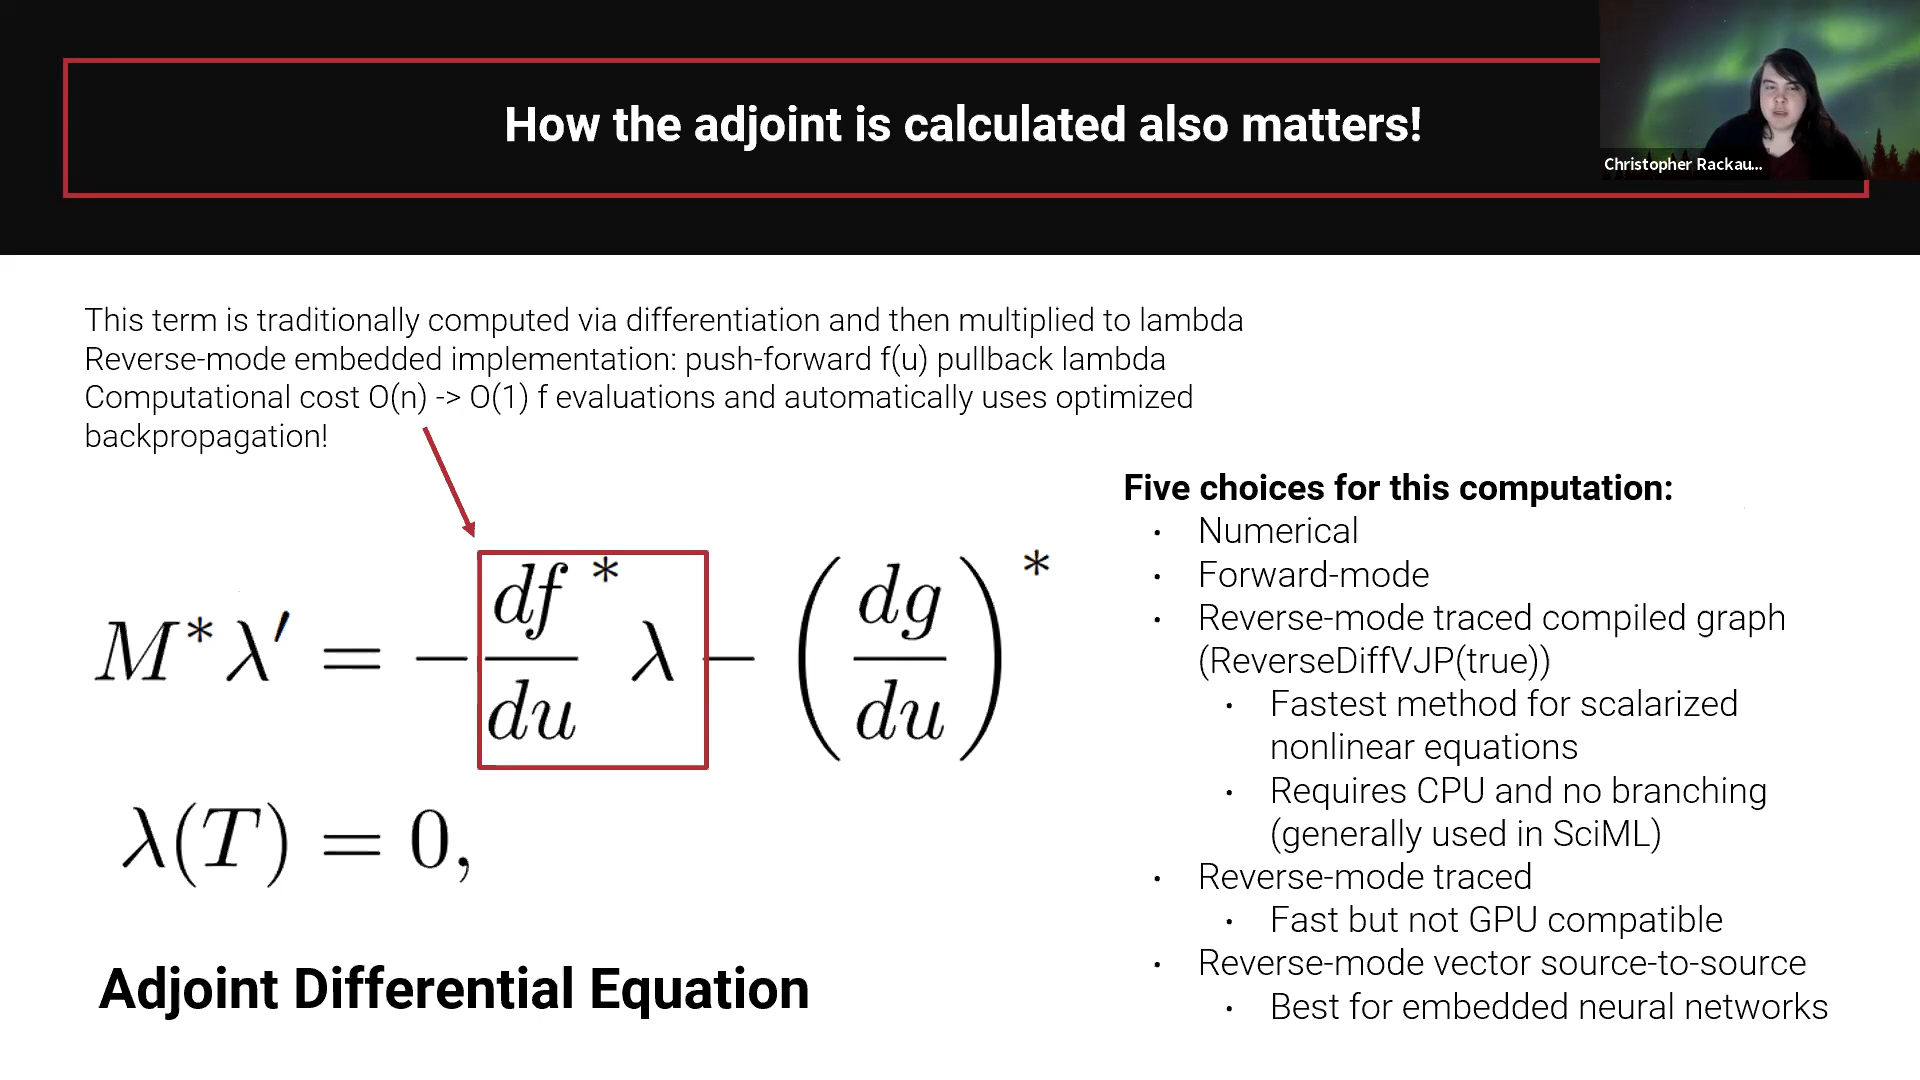 How the adjoint is calculated also matters!
Christopher Rackau...
This term is traditionally computed via differentiation and then multiplied to lambda
Reverse-mode embedded implementation: push-forward f(u) pullback lambda
Computational cost O(n) -> O(1) f evaluations and automatically uses optimized
backpropagation!
M* λ′ = − df/du * λ − (dg/du)*
λ(T) = 0,
Adjoint Differential Equation
Five choices for this computation:
· Numerical
· Forward-mode
· Reverse-mode traced compiled graph
(ReverseDiffVJP(true))
· Fastest method for scalarized
nonlinear equations
· Requires CPU and no branching
(generally used in SciML)
· Reverse-mode traced
· Fast but not GPU compatible
· Reverse-mode vector source-to-source
· Best for embedded neural networks